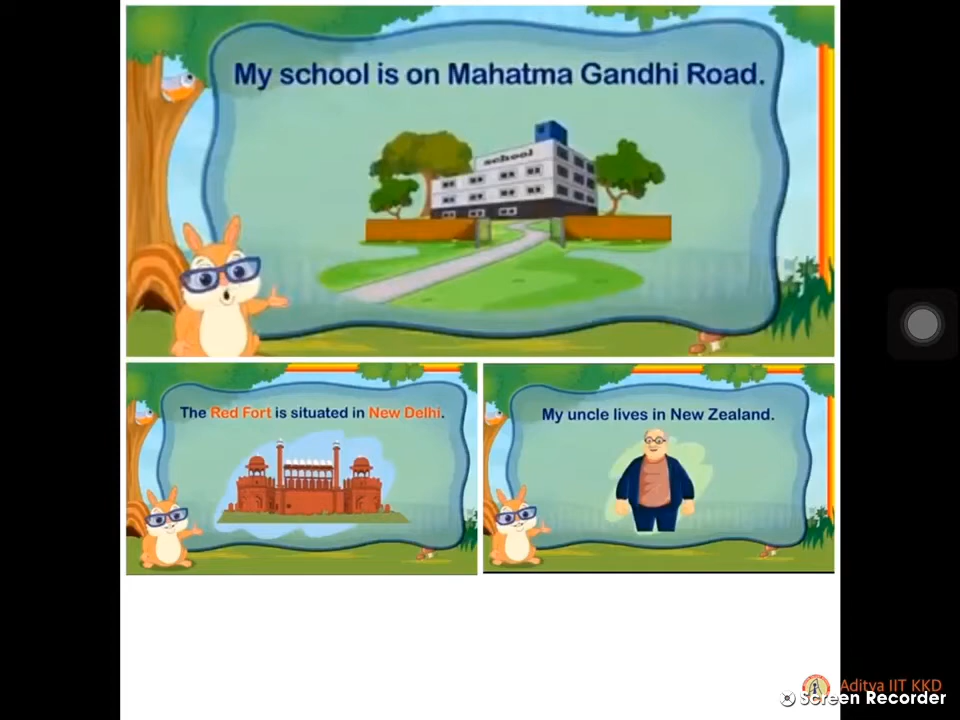 My school is on Mahatma Gandhi Road.
school
The Red Fort is situated in New Delhi.
My uncle lives in New Zealand.
Aditya IIT KKD
Screen Recorder